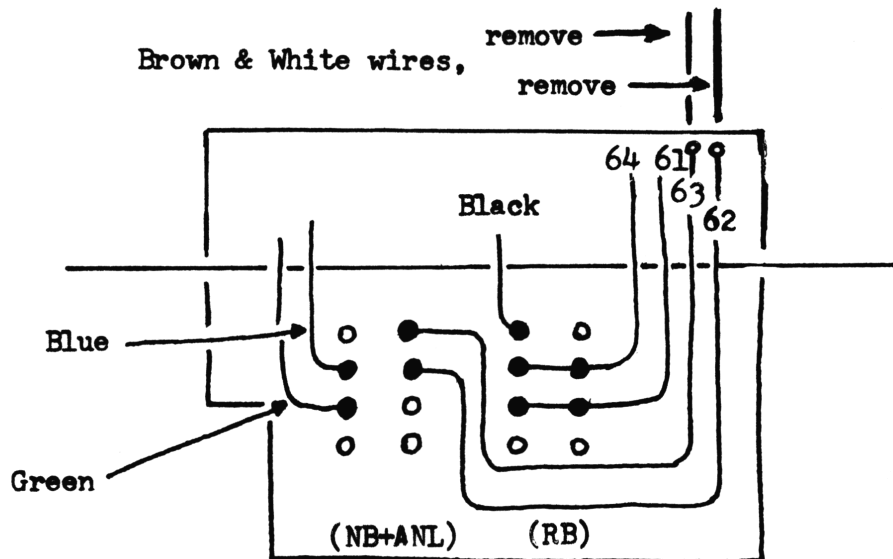 remove
Brown & White wires,
remove
64 61
63
Black
62
Blue
Green
(NB+ANL) (RB)